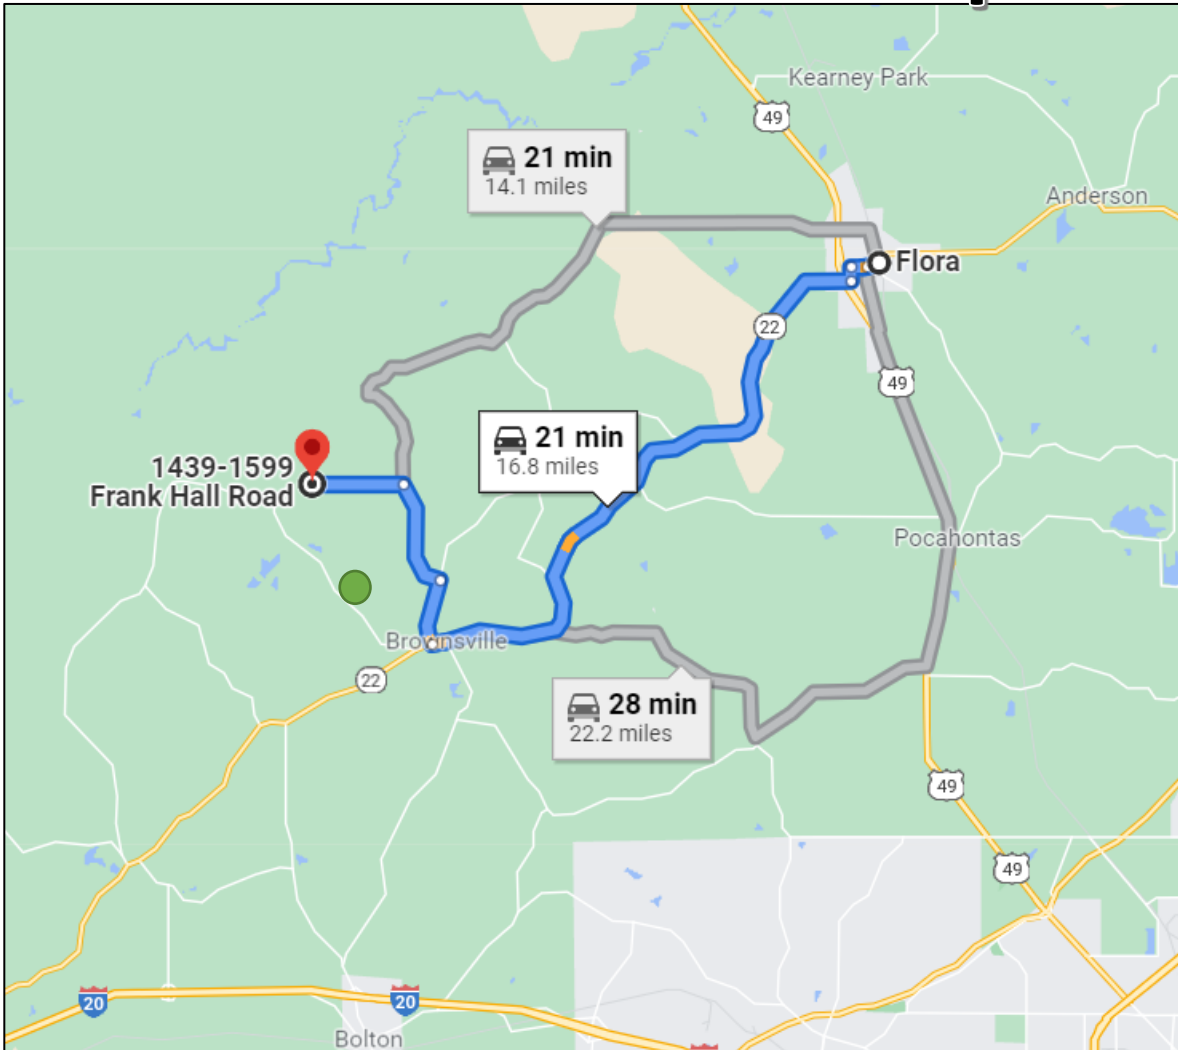 Kearney Park
49
21 min
14.1 miles
Anderson
Flora
22
49
21 min
16.8 miles
1439-1599
Frank Hall Road
Pocahontas
Brownsville
22
28 min
22.2 miles
49
49
20
20
Bolton